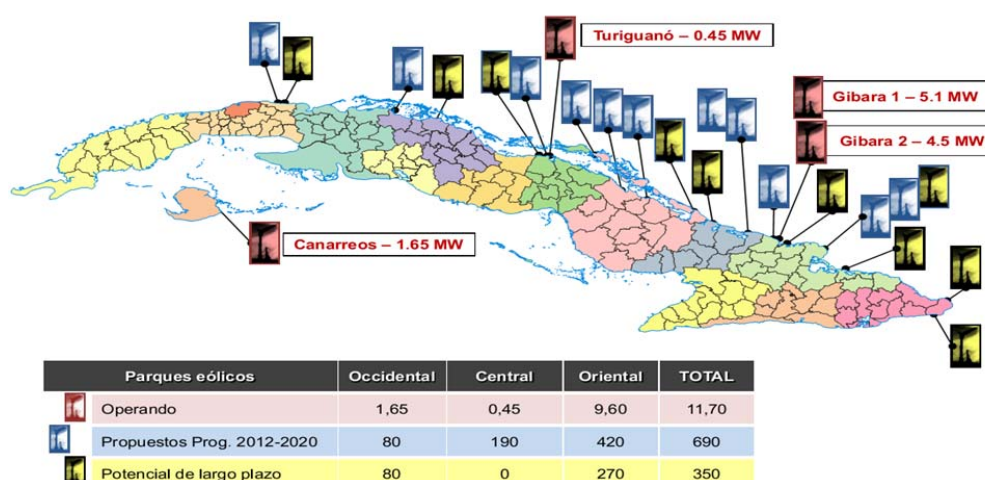 Turiguanó – 0.45 MW
Gibara 1 – 5.1 MW
Gibara 2 – 4.5 MW
Canarreos – 1.65 MW
Parques eólicos Occidental Central Oriental TOTAL
Operando 1,65 0,45 9,60 11,70
Propuestos Prog. 2012-2020 80 190 420 690
Potencial de largo plazo 80 0 270 350